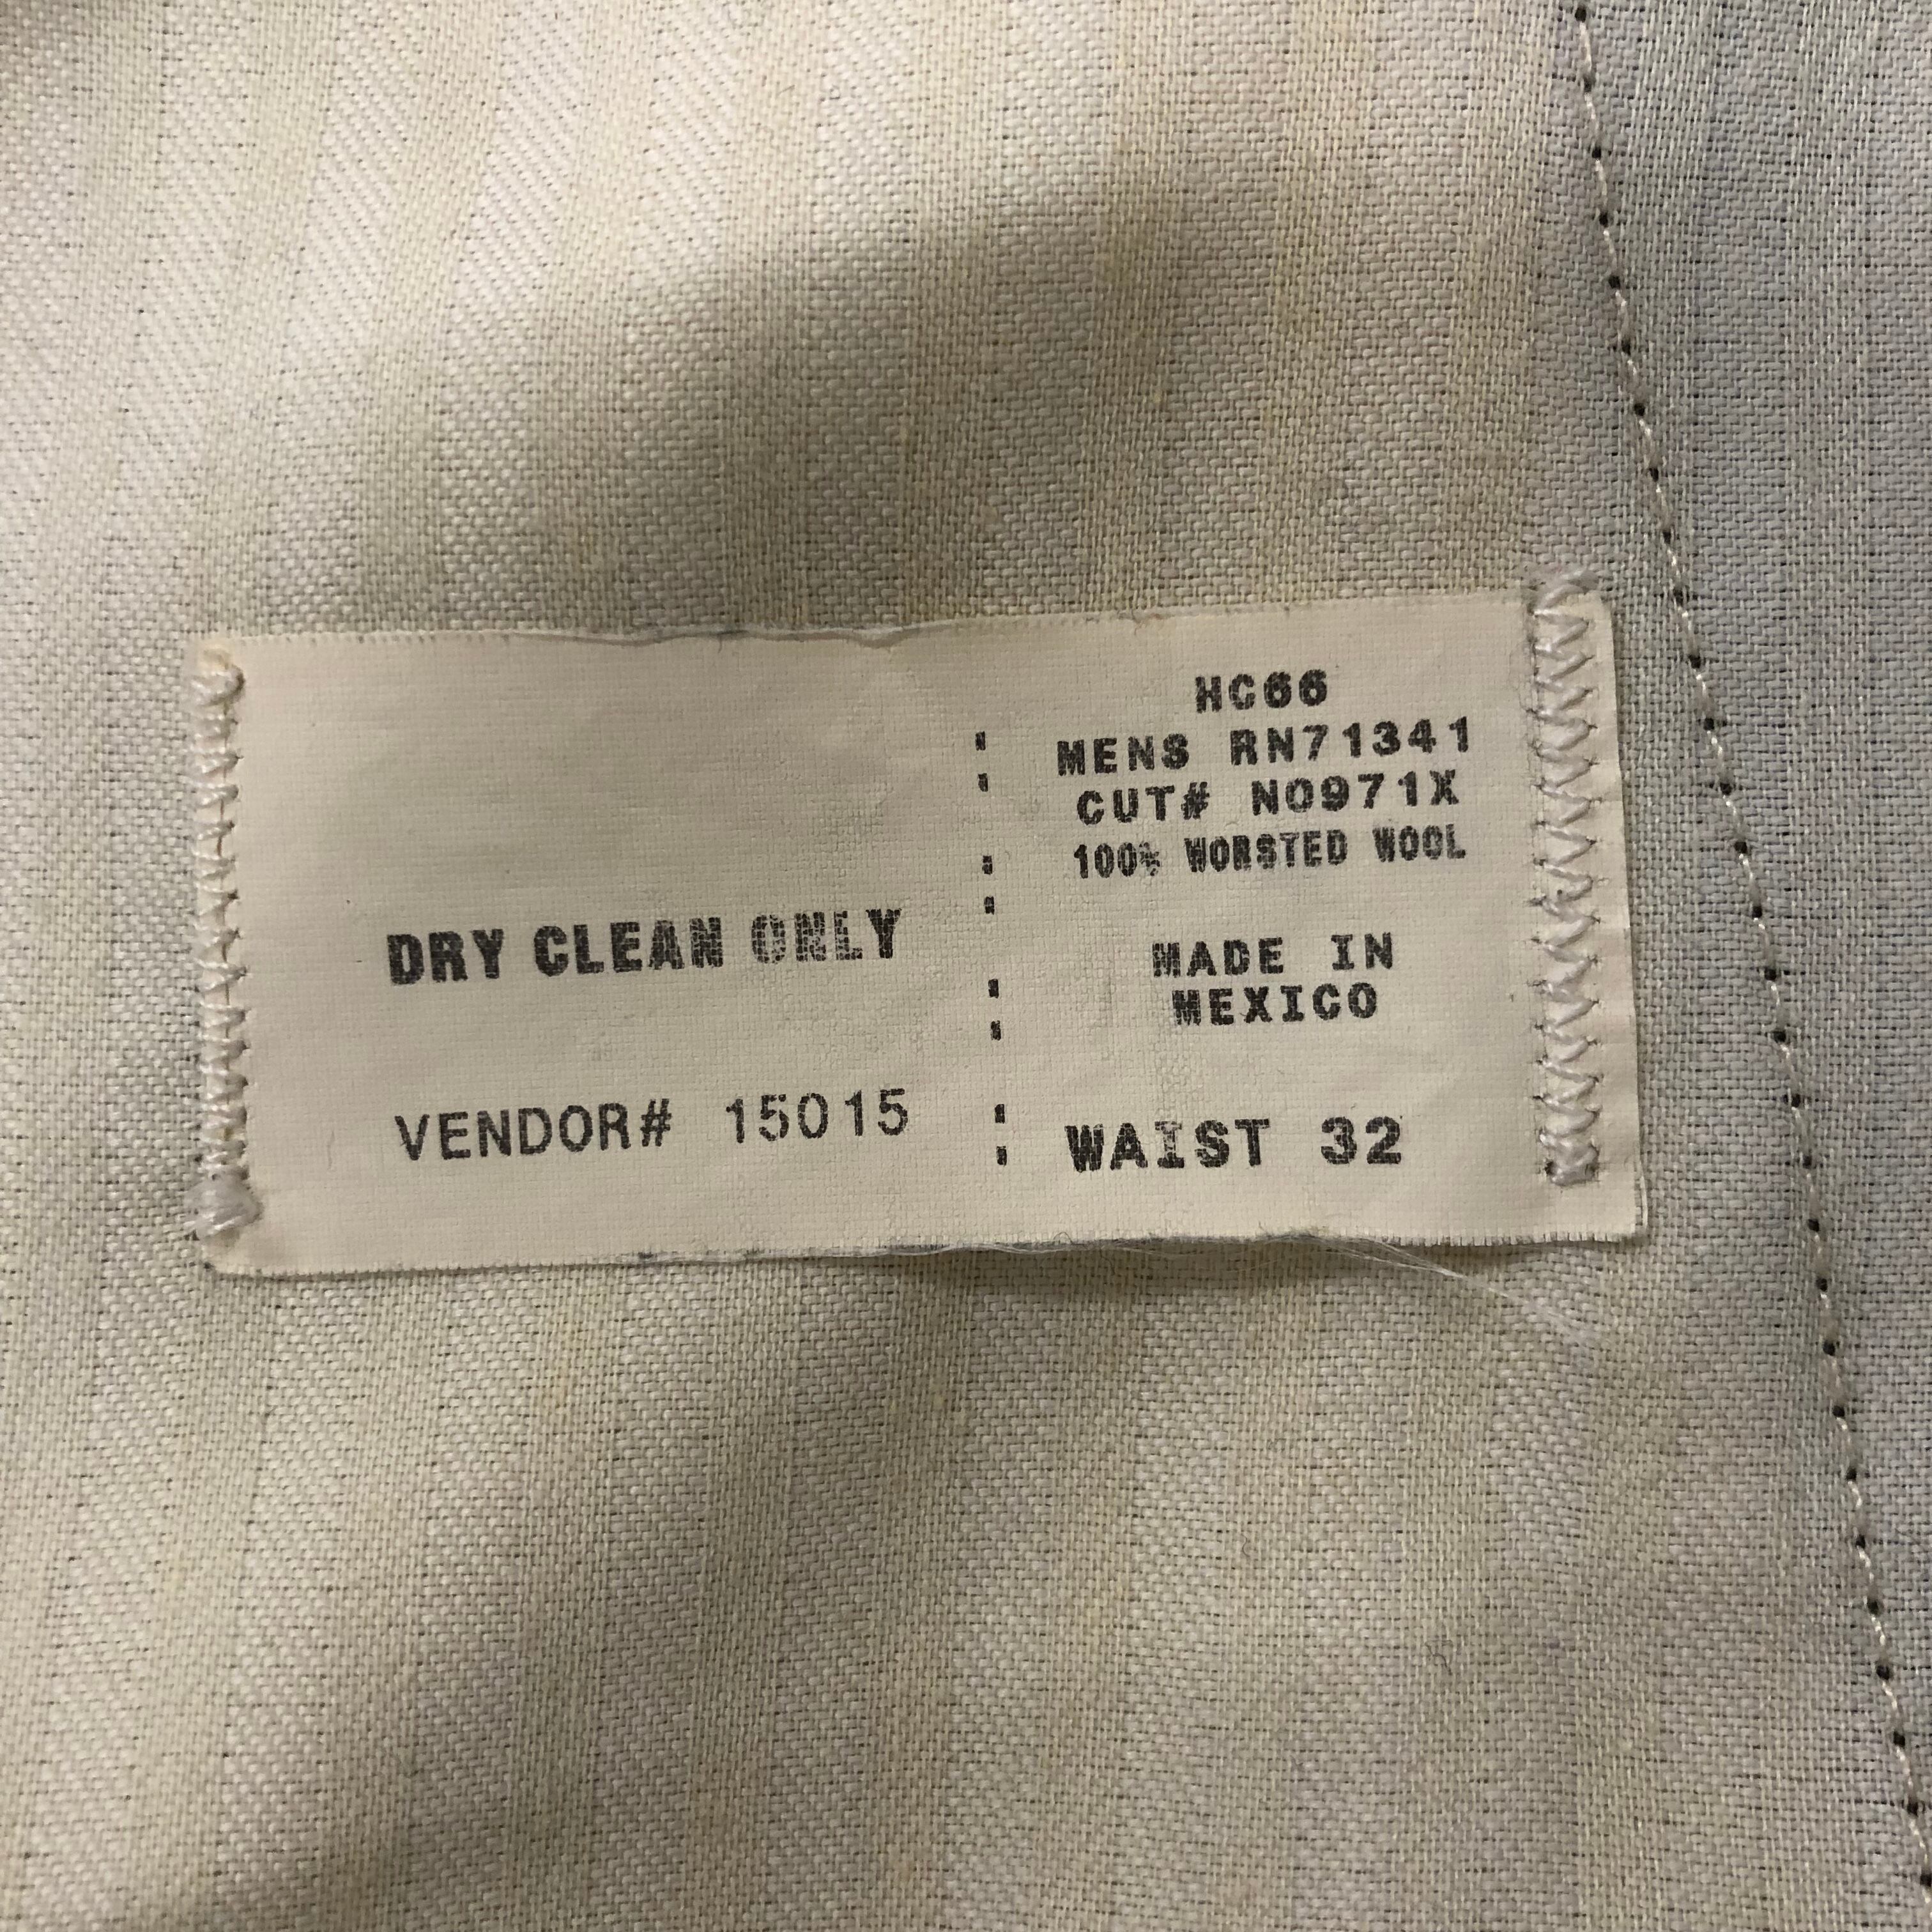 DRY CLEAN ONLY
VENDOR# 15015
HC66
MENS RN71341
CUT# N0971X
100% WORSTED WOOL
MADE IN
MEXICO
WAIST 32